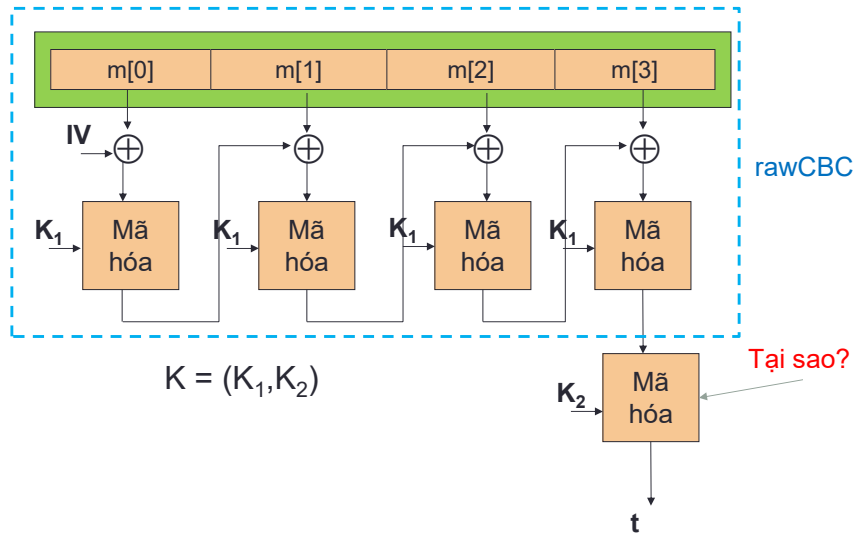 m[0] m[1] m[2] m[3]
IV
rawCBC
K₁ Mã hóa K₁ Mã hóa K₁ Mã hóa K₁ Mã hóa
K = (K₁,K₂)
Tại sao?
K₂ Mã hóa
t